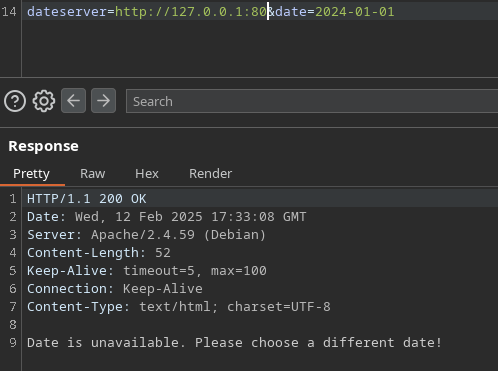 14 dateserver=http://127.0.0.1:80&date=2024-01-01
Search
Response
Pretty Raw Hex Render
1 HTTP/1.1 200 OK
2 Date: Wed, 12 Feb 2025 17:33:08 GMT
3 Server: Apache/2.4.59 (Debian)
4 Content-Length: 52
5 Keep-Alive: timeout=5, max=100
6 Connection: Keep-Alive
7 Content-Type: text/html; charset=UTF-8
8
9 Date is unavailable. Please choose a different date!